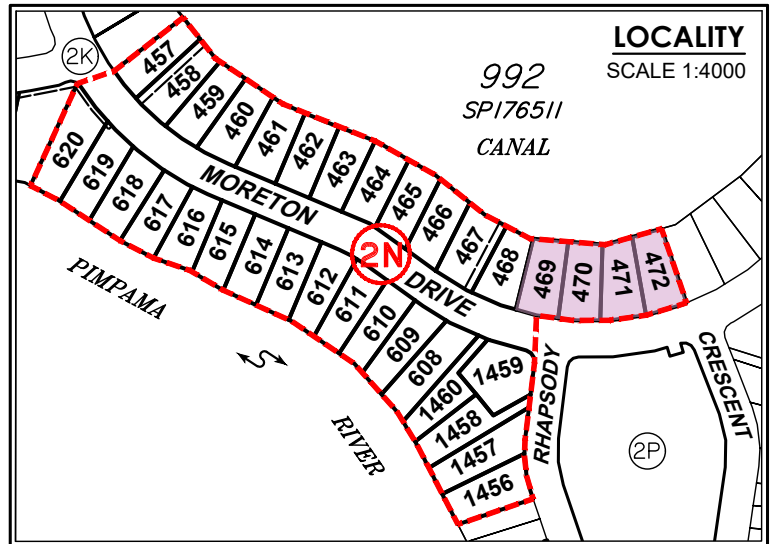 LOCALITY
SCALE 1:4000
2K
992
SP176511
CANAL
457
458
459
460
461
462
463
464
465
466
467
468
469
470
471
472
MORETON
2N
DRIVE
620
619
618
617
616
615
614
613
612
611
610
609
608
1460
1459
1458
1457
1456
PIMPAMA
RIVER
RHAPSODY
CRESCENT
2P